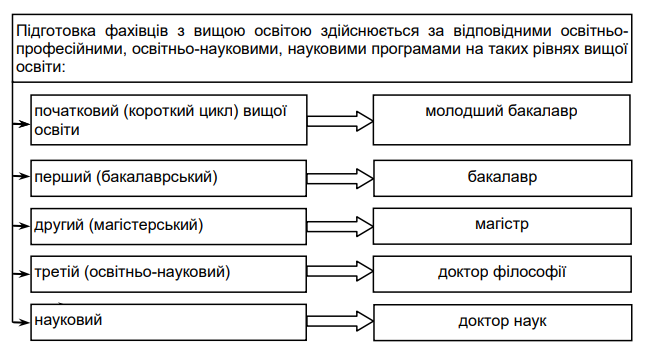 Підготовка фахівців з вищою освітою здійснюється за відповідними освітньо-
професійними, освітньо-науковими, науковими програмами на таких рівнях вищої
освіти:
початковий (короткий цикл) вищої
освіти
молодший бакалавр
перший (бакалаврський)
бакалавр
другий (магістерський)
магістр
третій (освітньо-науковий)
доктор філософії
науковий
доктор наук